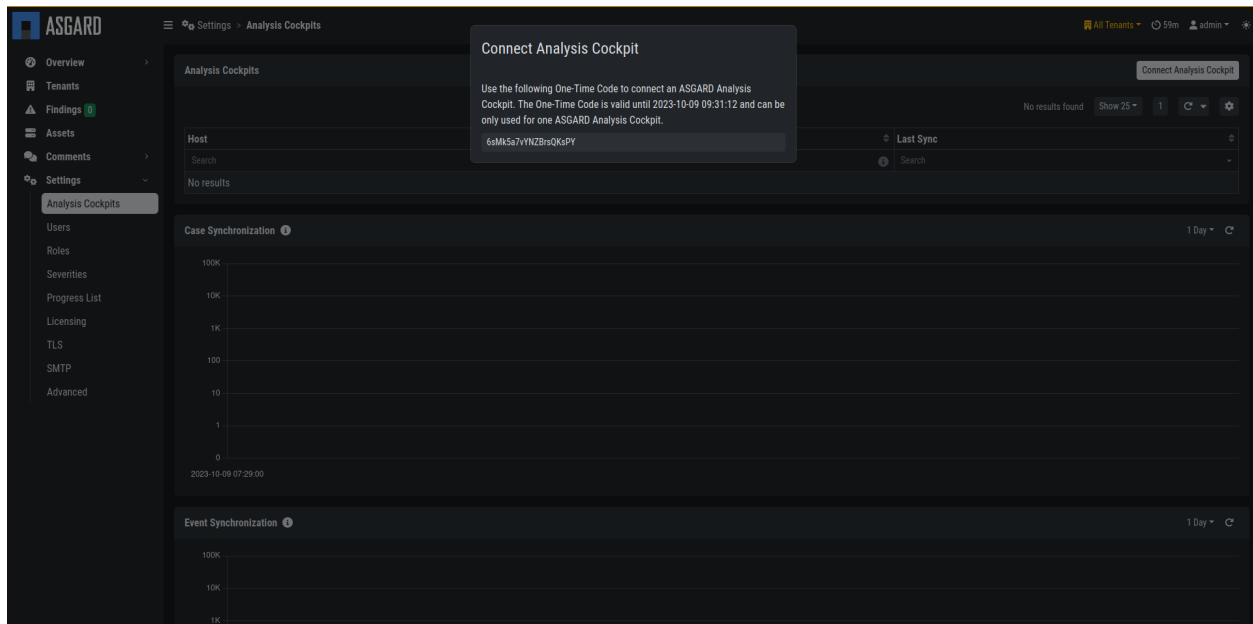 ASGARD
Settings > Analysis Cockpits
All Tenants
59m
admin
Overview
Tenants
Findings 0
Assets
Comments
Settings
Analysis Cockpits
Users
Roles
Severities
Progress List
Licensing
TLS
SMTP
Advanced
Connect Analysis Cockpit
Use the following One-Time Code to connect an ASGARD Analysis
Cockpit. The One-Time Code is valid until 2023-10-09 09:31:12 and can be
only used for one ASGARD Analysis Cockpit.
6sMk5a7vYNZBrsQKsPY
Analysis Cockpits
Connect Analysis Cockpit
No results found Show 25 1
Host Last Sync
Search Search
No results
Case Synchronization 1 Day
100K
10K
1K
100
10
1
0
2023-10-09 07:29:00
Event Synchronization 1 Day
100K
10K
1K